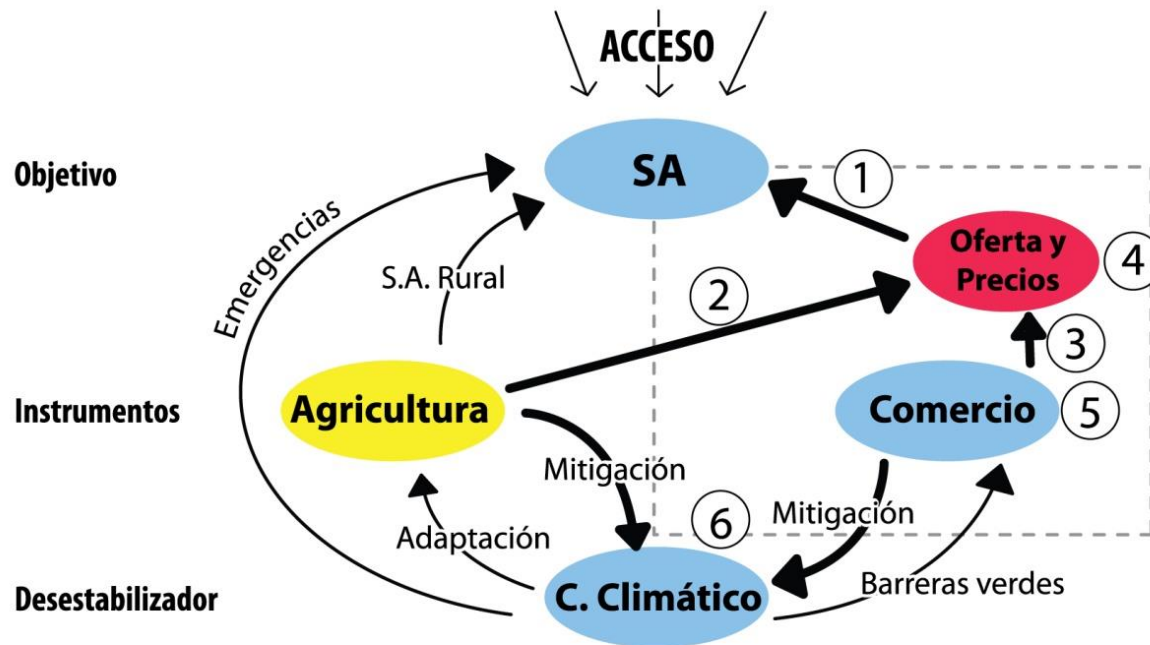 ACCESO
Objetivo
SA
1
Oferta y
Precios
4
Emergencias
S.A. Rural
2
3
Instrumentos
Agricultura
Comercio
5
Mitigación
6
Mitigación
Adaptación
Desestabilizador
C. Climático
Barreras verdes